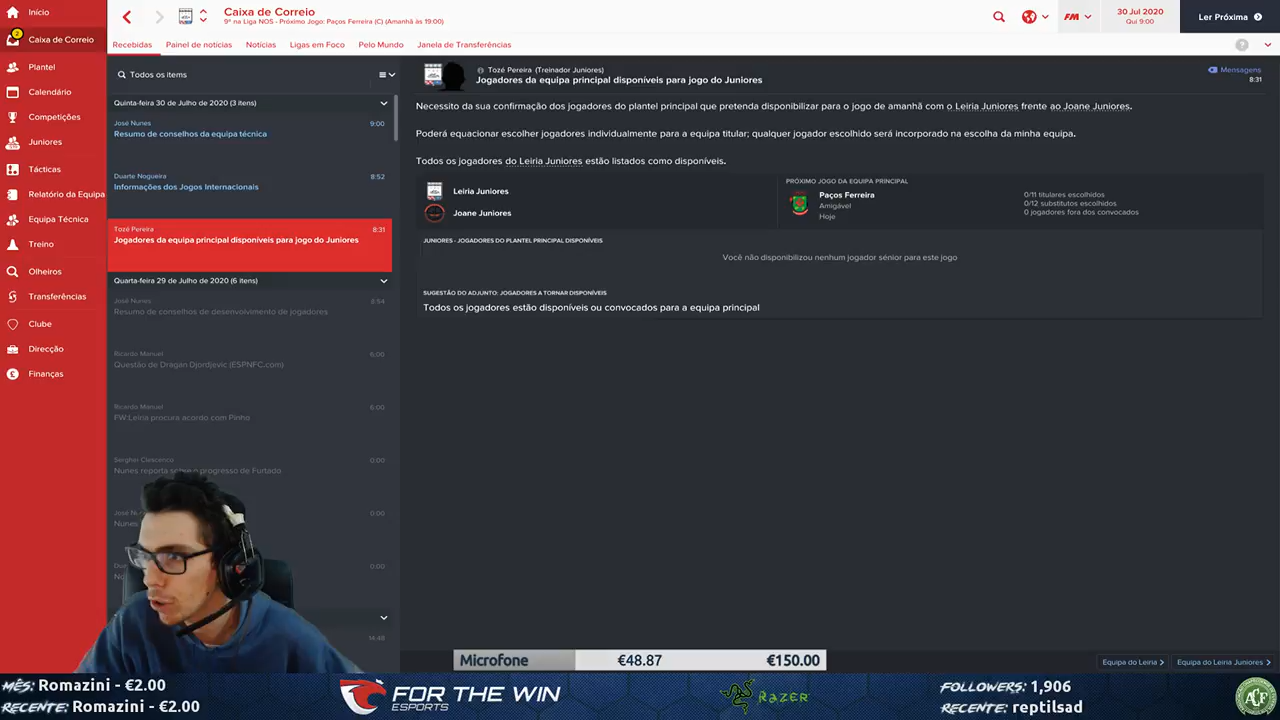 Início
Caixa de Correio
2
Plantel
Calendário
Competições
Juniores
Tácticas
Relatório da Equipa
Equipa Técnica
Treino
Olheiros
Transferências
Clube
Direcção
Finanças
Caixa de Correio
9º na Liga NOS - Próximo Jogo: Paços Ferreira (C) (Amanhã às 19:00)
FM
30 Jul 2020
Qui 9:00
Ler Próxima
Recebidas
Painel de notícias
Notícias
Ligas em Foco
Pelo Mundo
Janela de Transferências
?
Todos os items
Quinta-feira 30 de Julho de 2020 (3 itens)
José Nunes 9:00
Resumo de conselhos da equipa técnica
Duarte Nogueira 8:52
Informações dos Jogos Internacionais
Tozé Pereira 8:31
Jogadores da equipa principal disponíveis para jogo do Juniores
Quarta-feira 29 de Julho de 2020 (6 itens)
José Nunes 8:54
Resumo de conselhos de desenvolvimento de jogadores
Ricardo Manuel 6:00
Questão de Dragan Djordjevic (ESPNFC.com)
Ricardo Manuel 6:00
FW:Leiria procura acordo com Pinho
Serghei Clescenco 0:00
Nunes reporta sobre o progresso de Furtado
José Nu 0:00
Nunes
0:00
14:48
Tozé Pereira (Treinador Juniores)
Jogadores da equipa principal disponíveis para jogo do Juniores
Mensagens
8:31
Necessito da sua confirmação dos jogadores do plantel principal que pretenda disponibilizar para o jogo de amanhã com o Leiria Juniores frente ao Joane Juniores.
Poderá equacionar escolher jogadores individualmente para a equipa titular; qualquer jogador escolhido será incorporado na escolha da minha equipa.
Todos os jogadores do Leiria Juniores estão listados como disponíveis.
Leiria Juniores
Joane Juniores
PRÓXIMO JOGO DA EQUIPA PRINCIPAL
Paços Ferreira
Amigável
Hoje
0/11 titulares escolhidos
0/12 substitutos escolhidos
0 jogadores fora dos convocados
JUNIORES - JOGADORES DO PLANTEL PRINCIPAL DISPONÍVEIS
Você não disponibilizou nenhum jogador sénior para este jogo
SUGESTÃO DO ADJUNTO: JOGADORES A TORNAR DISPONÍVEIS
Todos os jogadores estão disponíveis ou convocados para a equipa principal
Microfone €48.87 €150.00
Equipa do Leiria
Equipa do Leiria Juniores
MÊS: Romazini - €2.00
RECENTE: Romazini - €2.00
FOR THE WIN
ESPORTS
RAZER
FOLLOWERS: 1,906
RECENTE: reptilsad